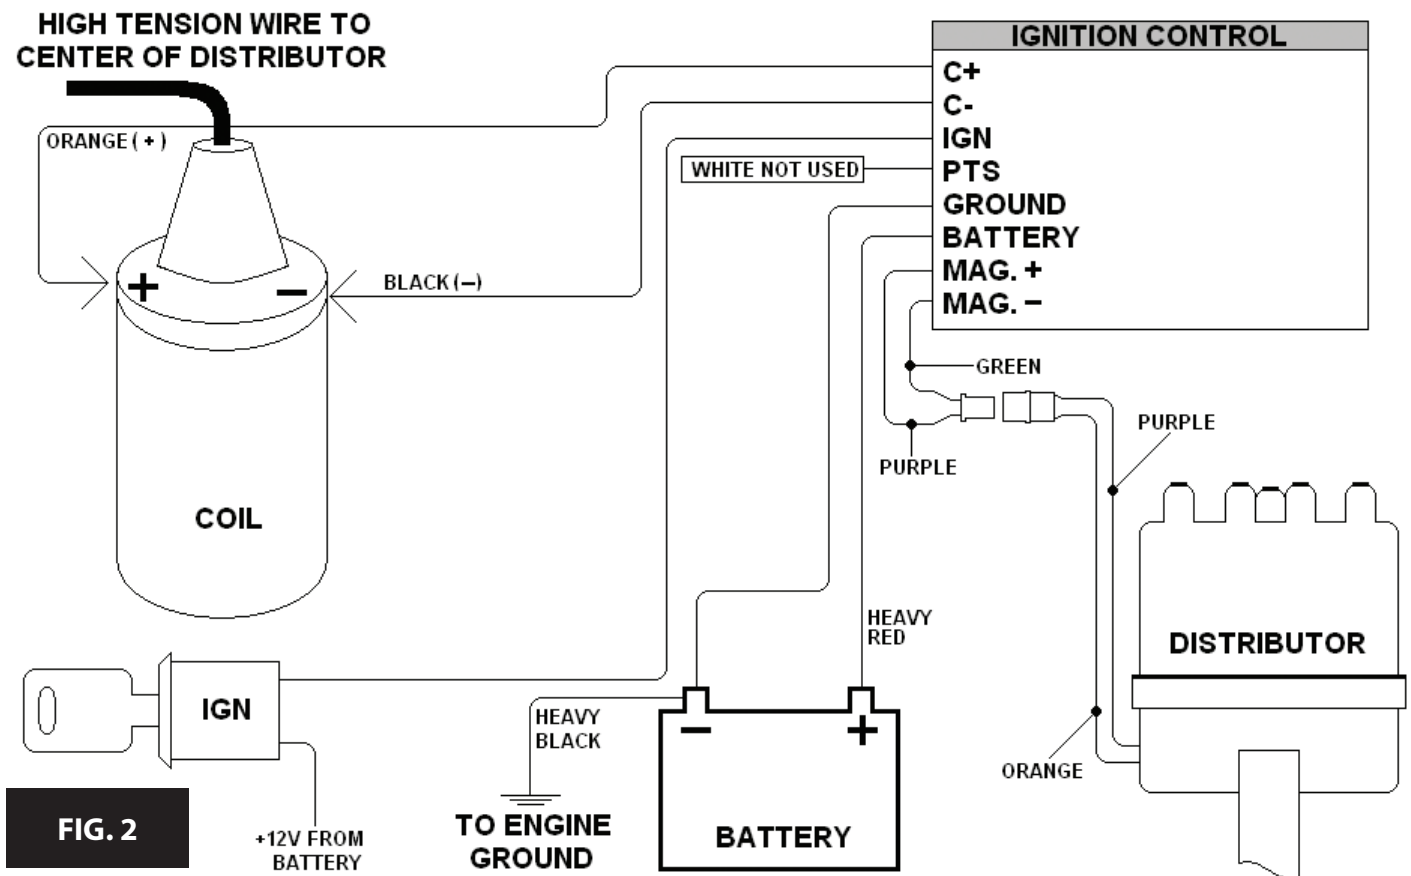 HIGH TENSION WIRE TO
CENTER OF DISTRIBUTOR
ORANGE ( + )
+
–
BLACK (–)
COIL
IGNITION CONTROL
C+
C-
IGN
PTS
GROUND
BATTERY
MAG. +
MAG. –
WHITE NOT USED
GREEN
PURPLE
PURPLE
ORANGE
DISTRIBUTOR
HEAVY
RED
IGN
+12V FROM
BATTERY
HEAVY
BLACK
TO ENGINE
GROUND
–
+
BATTERY
FIG. 2